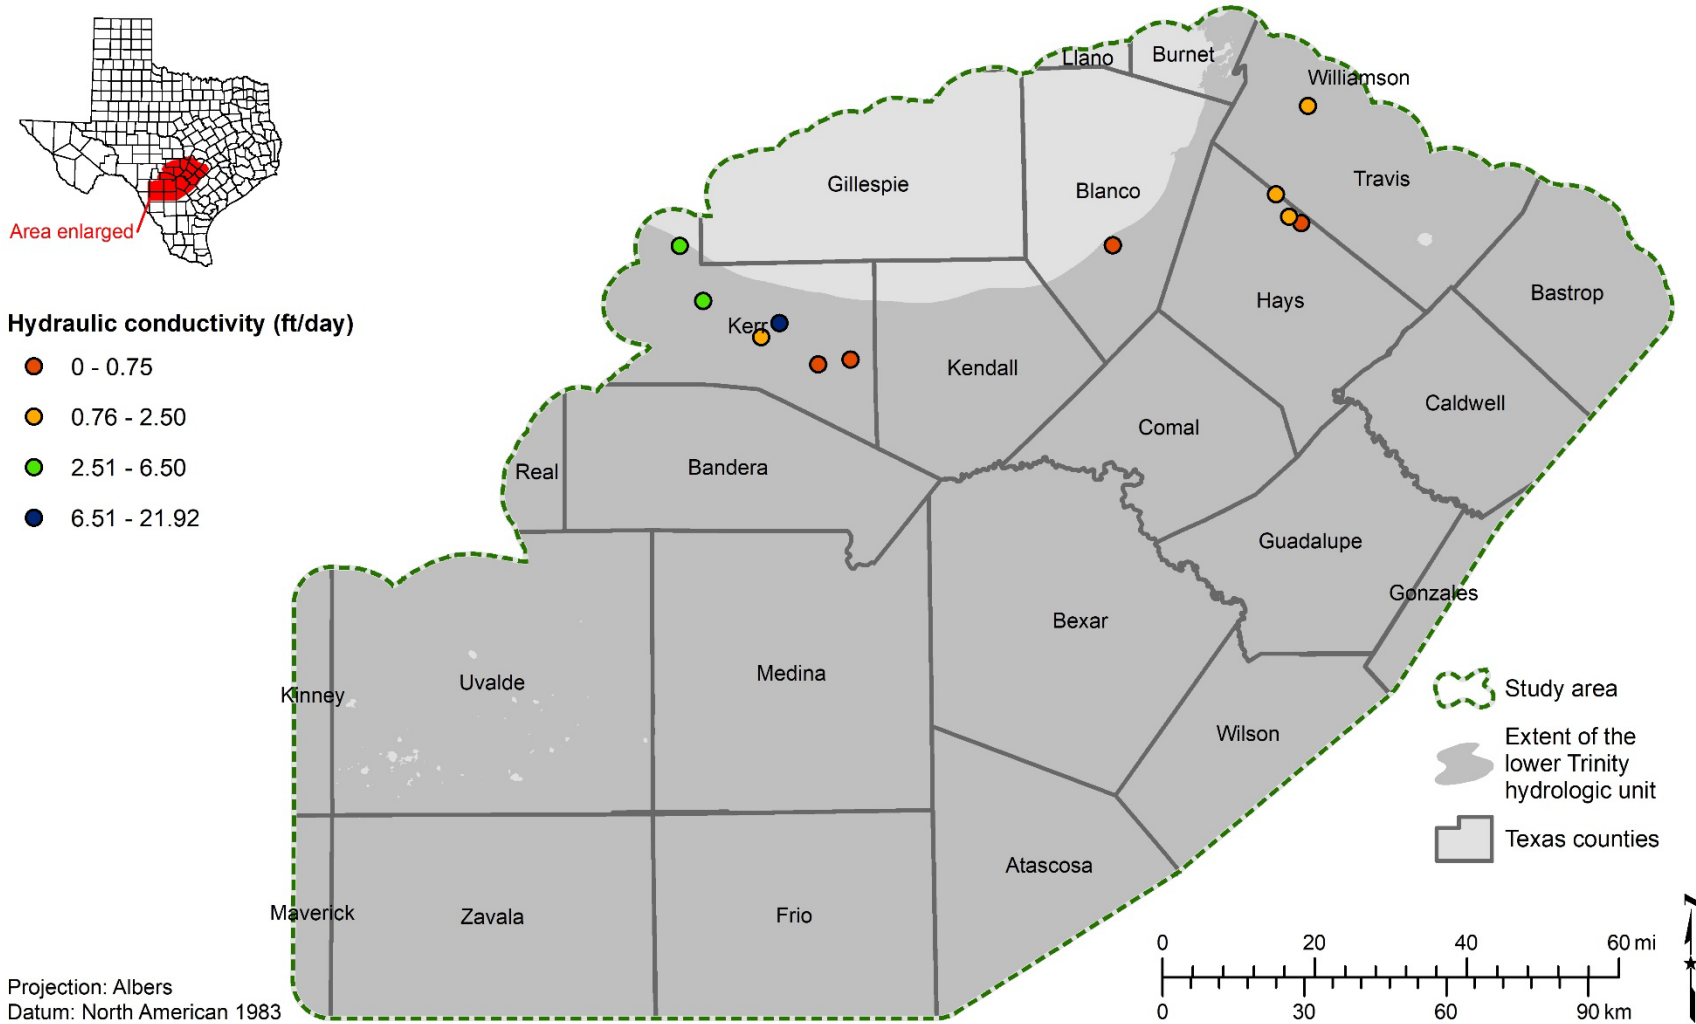 Area enlarged
Hydraulic conductivity (ft/day)
0 - 0.75
0.76 - 2.50
2.51 - 6.50
6.51 - 21.92
Llano
Burnet
Williamson
Gillespie
Blanco
Travis
Hays
Bastrop
Kerr
Kendall
Caldwell
Comal
Real
Bandera
Guadalupe
Gonzales
Bexar
Kinney
Uvalde
Medina
Wilson
Atascosa
Maverick
Zavala
Frio
Study area
Extent of the
lower Trinity
hydrologic unit
Texas counties
0 20 40 60 mi
0 30 60 90 km
Projection: Albers
Datum: North American 1983